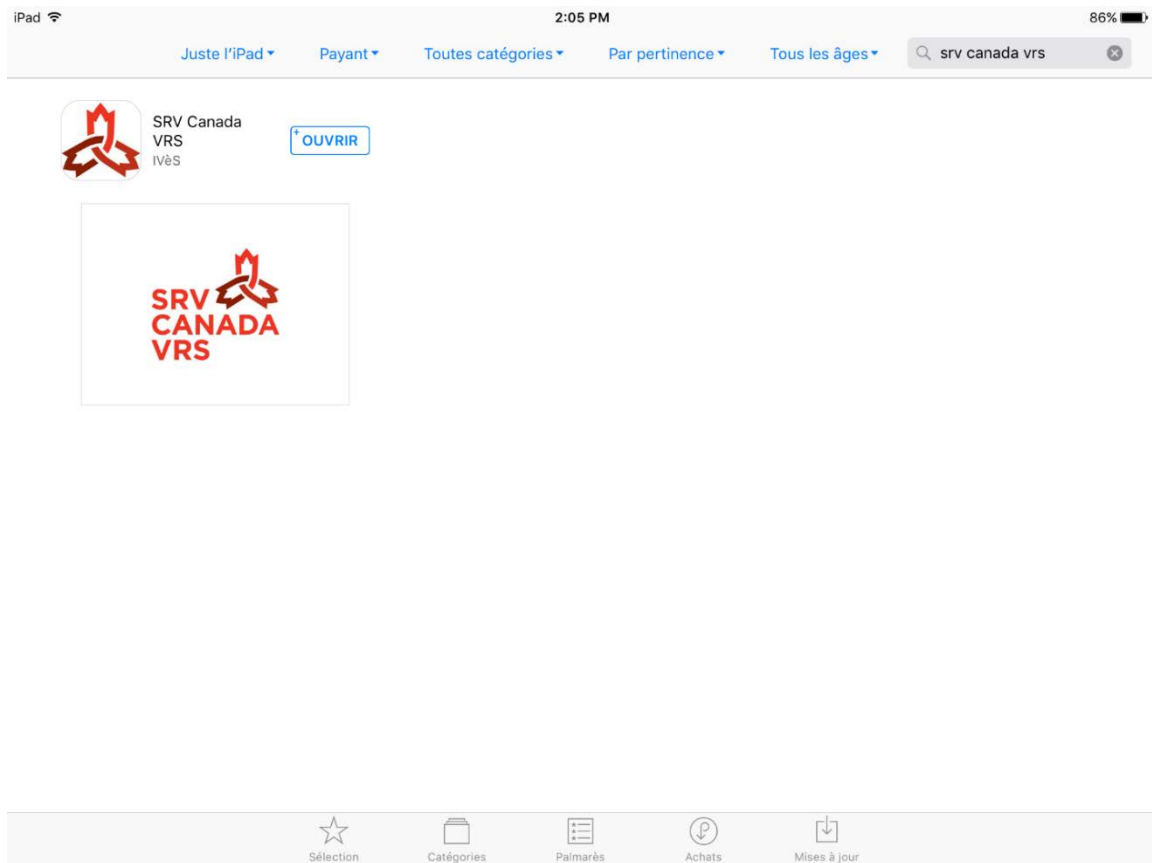 iPad 2:05 PM 86%
Juste l'iPad Payant Toutes catégories Par pertinence Tous les âges srv canada vrs
SRV Canada
VRS
IVèS
+ OUVRIR
SRV
CANADA
VRS
Sélection Catégories Palmarès Achats Mises à jour